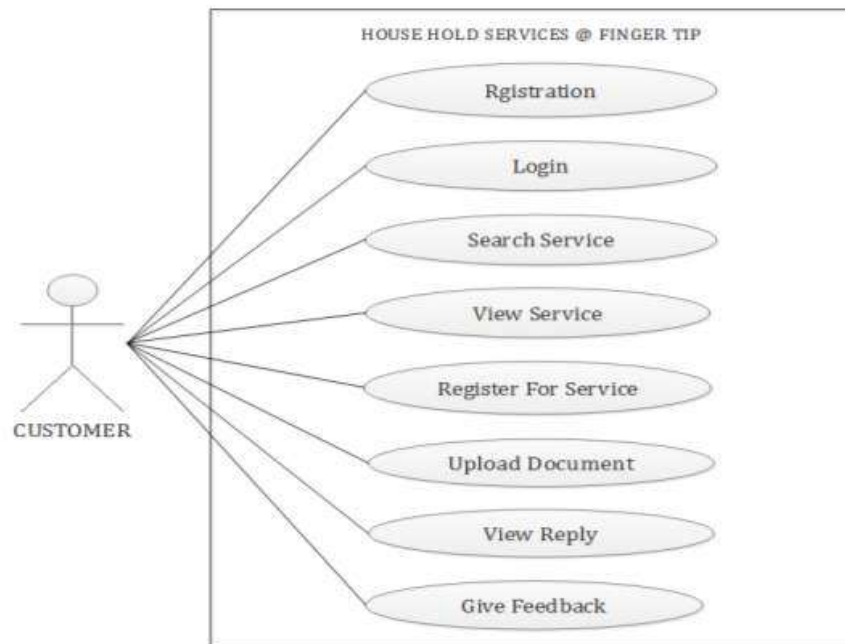 HOUSE HOLD SERVICES @ FINGER TIP
Rgistration
Login
Search Service
View Service
Register For Service
CUSTOMER
Upload Document
View Reply
Give Feedback